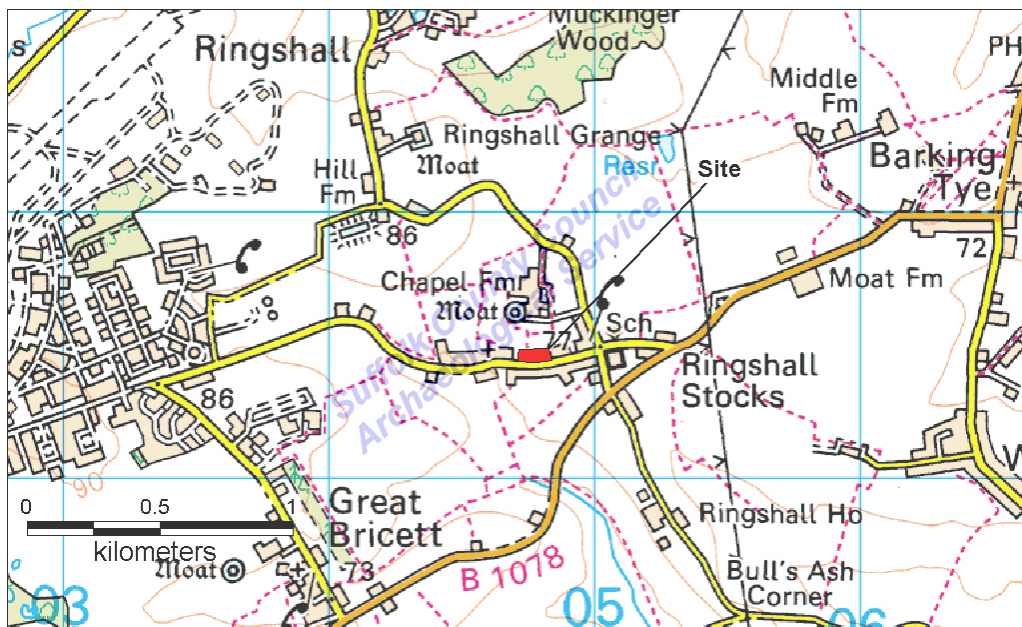 Muckinger
Wood
Ringshall
s
PH
Middle
Fm
Ringshall Grange
Moat
Resr
Site
Barking
Tye
Hill
Fm
86
72
Chapel Fm
Moat
Moat Fm
77
Sch
Ringshall
Stocks
86
Suffolk County Council
Archaeological Service
90
W
0 0.5 1
kilometers
Great
Bricett
Ringshall Ho
Moat
73
B 1078
Bull's Ash
Corner
03
05
06